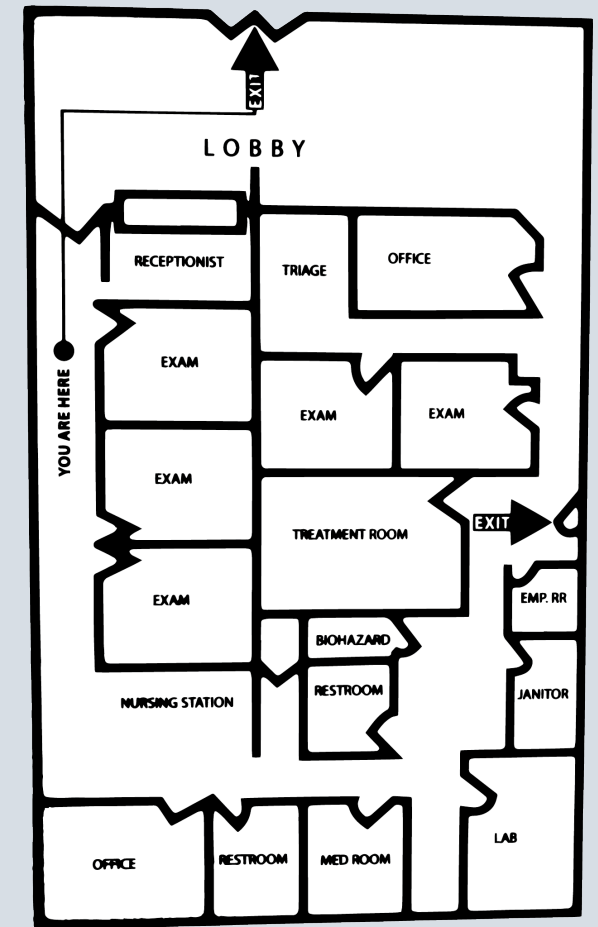 EXIT
LOBBY
RECEPTIONIST
TRIAGE
OFFICE
EXAM
YOU ARE HERE
EXAM
EXAM
EXAM
TREATMENT ROOM
EXIT
EXAM
EMP. RR
BIOHAZARD
RESTROOM
JANITOR
NURSING STATION
OFFICE
RESTROOM
MED ROOM
LAB